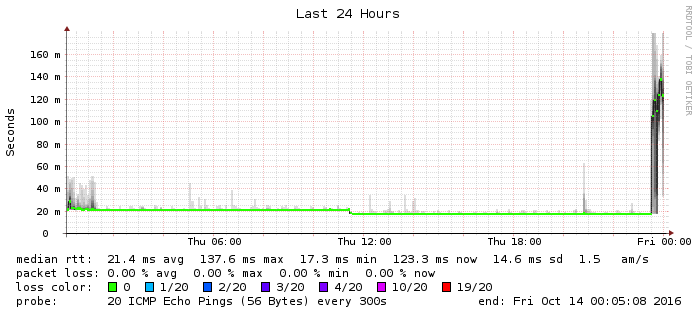 Last 24 Hours
RRDTOOL / TOBI OETIKER
Seconds
160 m
140 m
120 m
100 m
80 m
60 m
40 m
20 m
0
Thu 06:00 Thu 12:00 Thu 18:00 Fri 00:00
median rtt: 21.4 ms avg 137.6 ms max 17.3 ms min 123.3 ms now 14.6 ms sd 1.5 am/s
packet loss: 0.00 % avg 0.00 % max 0.00 % min 0.00 % now
loss color: 0 1/20 2/20 3/20 4/20 10/20 19/20
probe: 20 ICMP Echo Pings (56 Bytes) every 300s end: Fri Oct 14 00:05:08 2016